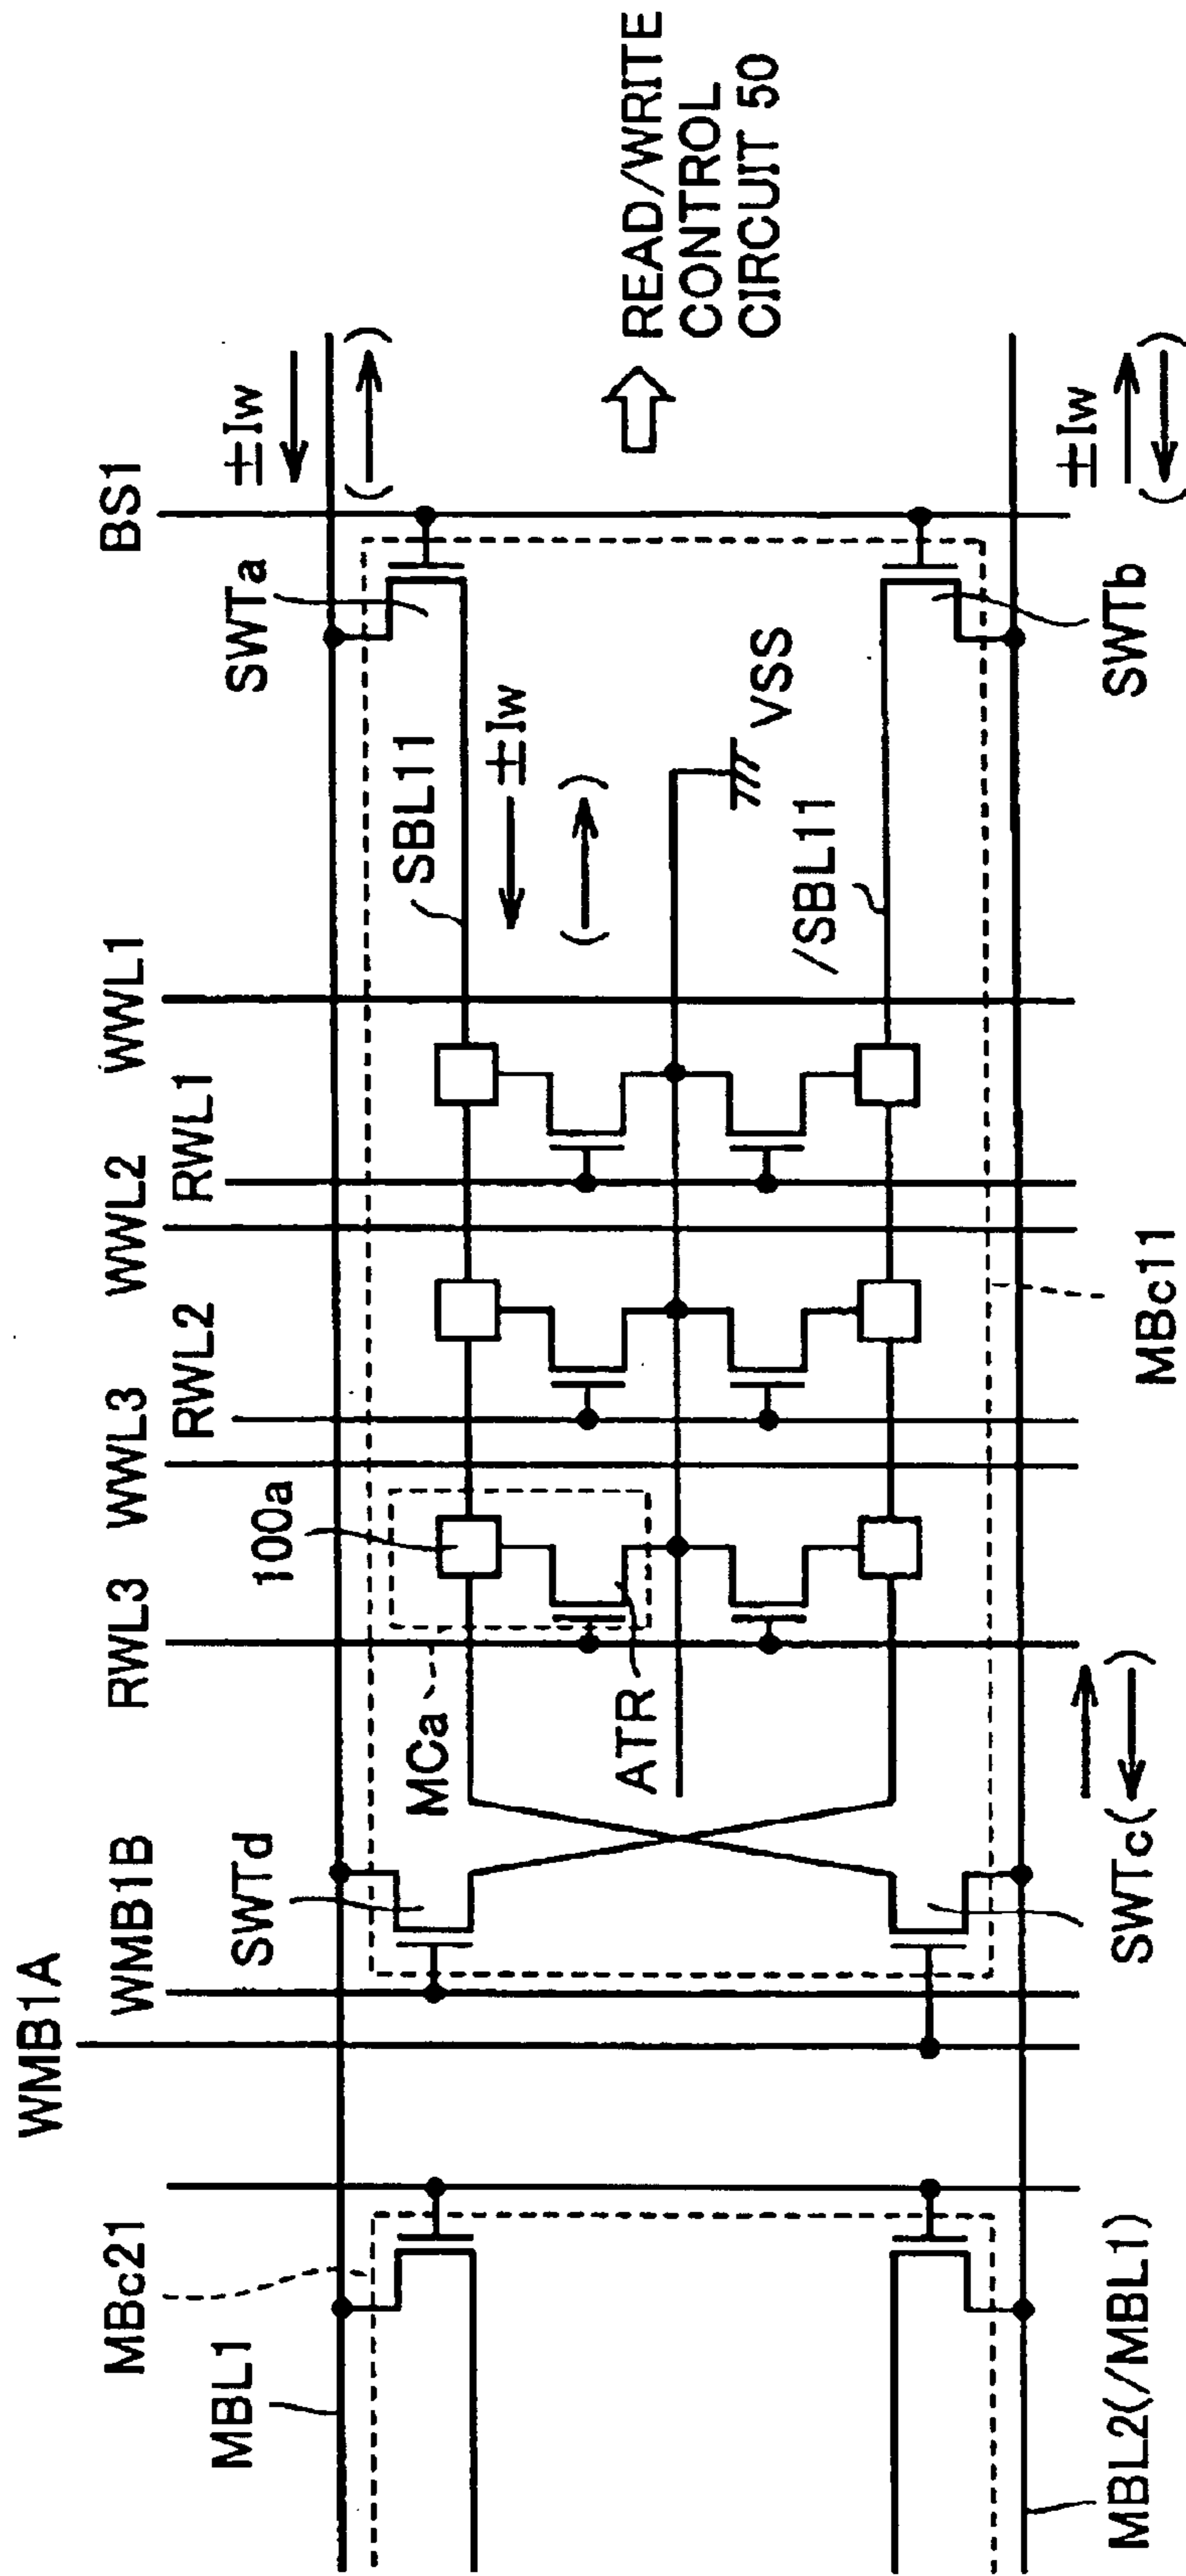 WMB1A
MBc21
MBL1
WMB1B
SWTd
RWL3
MCa
WWL3
100a
ATR
RWL2
WWL2
RWL1
WWL1
SBL11
±Iw
( )
/SBL11
VSS
SWTa
BS1
±Iw
( )
READ/WRITE
CONTROL
CIRCUIT 50
MBL2(/MBL1)
SWTc
( )
MBc11
SWTb
±Iw
( )